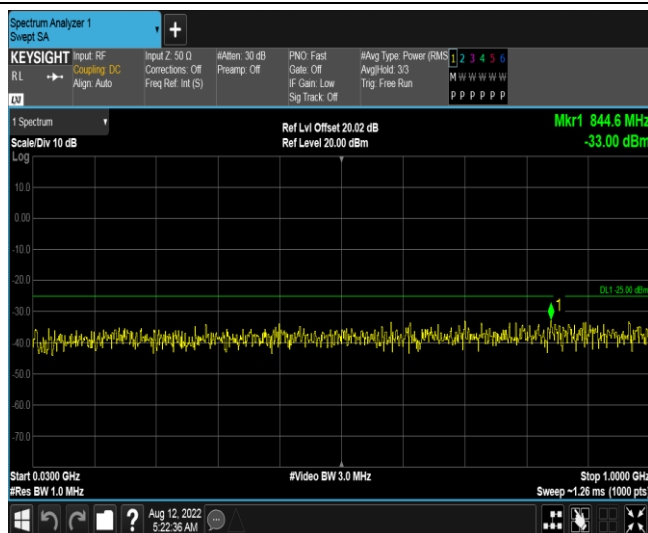 Spectrum Analyzer 1
Swept SA
+
KEYSIGHT
RL
LXI
Input: RF
Coupling: DC
Align: Auto
Input Z: 50 Ω
Corrections: Off
Freq Ref: Int (S)
#Atten: 30 dB
Preamp: Off
PNO: Fast
Gate: Off
IF Gain: Low
Sig Track: Off
#Avg Type: Power (RMS
Avg|Hold: 3/3
Trig: Free Run
1 2 3 4 5 6
M W W W W W
P P P P P P
1 Spectrum
Scale/Div 10 dB
Ref Lvl Offset 20.02 dB
Ref Level 20.00 dBm
Mkr1 844.6 MHz
-33.00 dBm
Log
10.0
0.00
-10.0
-20.0
DL1 -25.00 dBm
1
-30.0
-40.0
-50.0
-60.0
-70.0
Start 0.0300 GHz
#Res BW 1.0 MHz
#Video BW 3.0 MHz
Stop 1.0000 GHz
Sweep ~1.26 ms (1000 pts)
?
Aug 12, 2022
5:22:36 AM